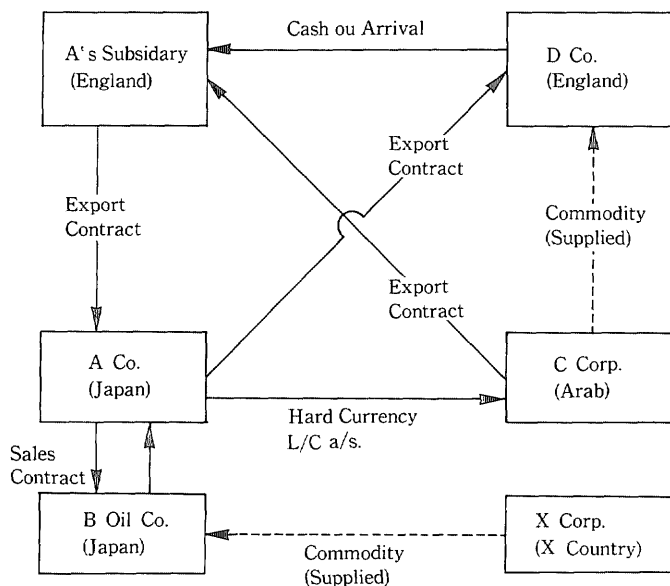 Cash ou Arrival
A's Subsidary
(England)
D Co.
(England)
Export
Contract
Export
Contract
Commodity
(Supplied)
Export
Contract
A Co.
(Japan)
C Corp.
(Arab)
Hard Currency
L/C a/s.
Sales
Contract
B Oil Co.
(Japan)
X Corp.
(X Country)
Commodity
(Supplied)